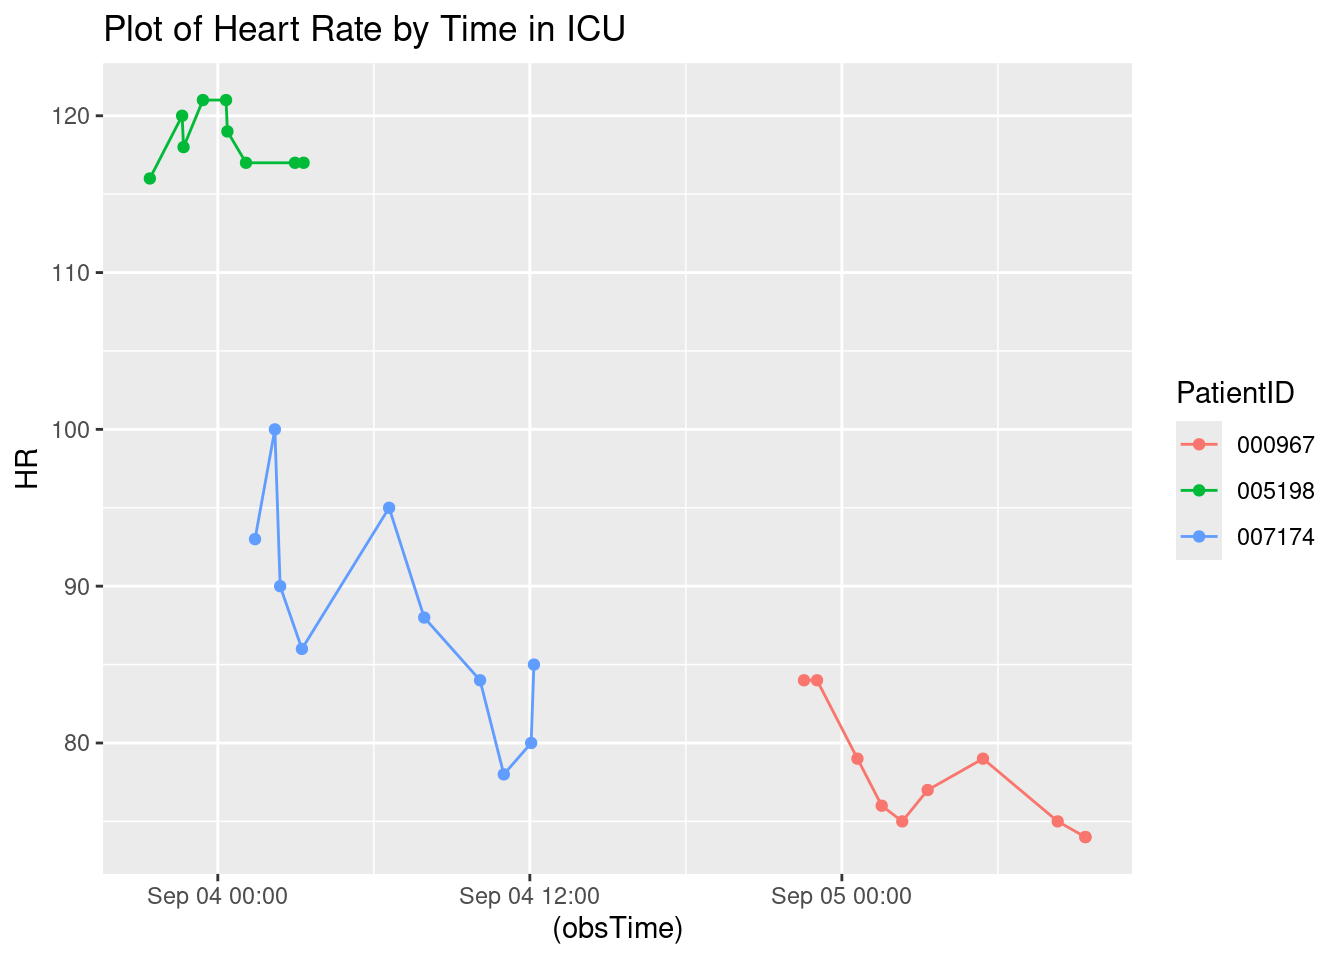 Plot of Heart Rate by Time in ICU
120
110
100
90
80
HR
Sep 04 00:00
Sep 04 12:00
Sep 05 00:00
(obsTime)
PatientID
000967
005198
007174